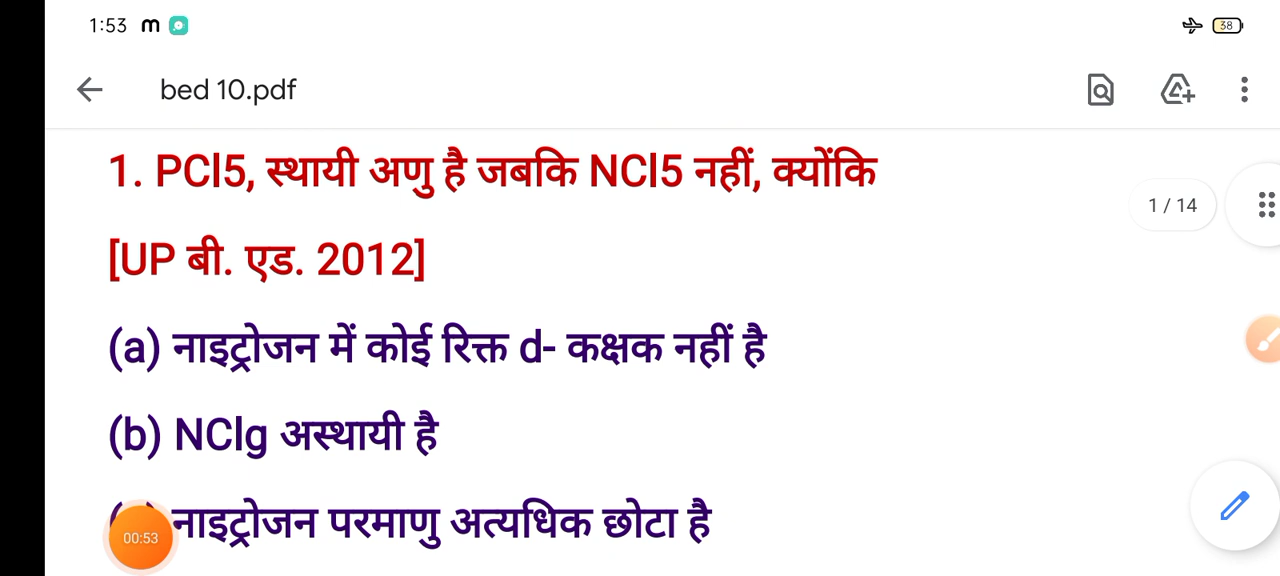 1:53 m
38
bed 10.pdf
1. PCl5, स्थायी अणु है जबकि NCl5 नहीं, क्योंकि
1 / 14
[UP बी. एड. 2012]
(a) नाइट्रोजन में कोई रिक्त d- कक्षक नहीं है
(b) NClg अस्थायी है
नाइट्रोजन परमाणु अत्यधिक छोटा है
00:53